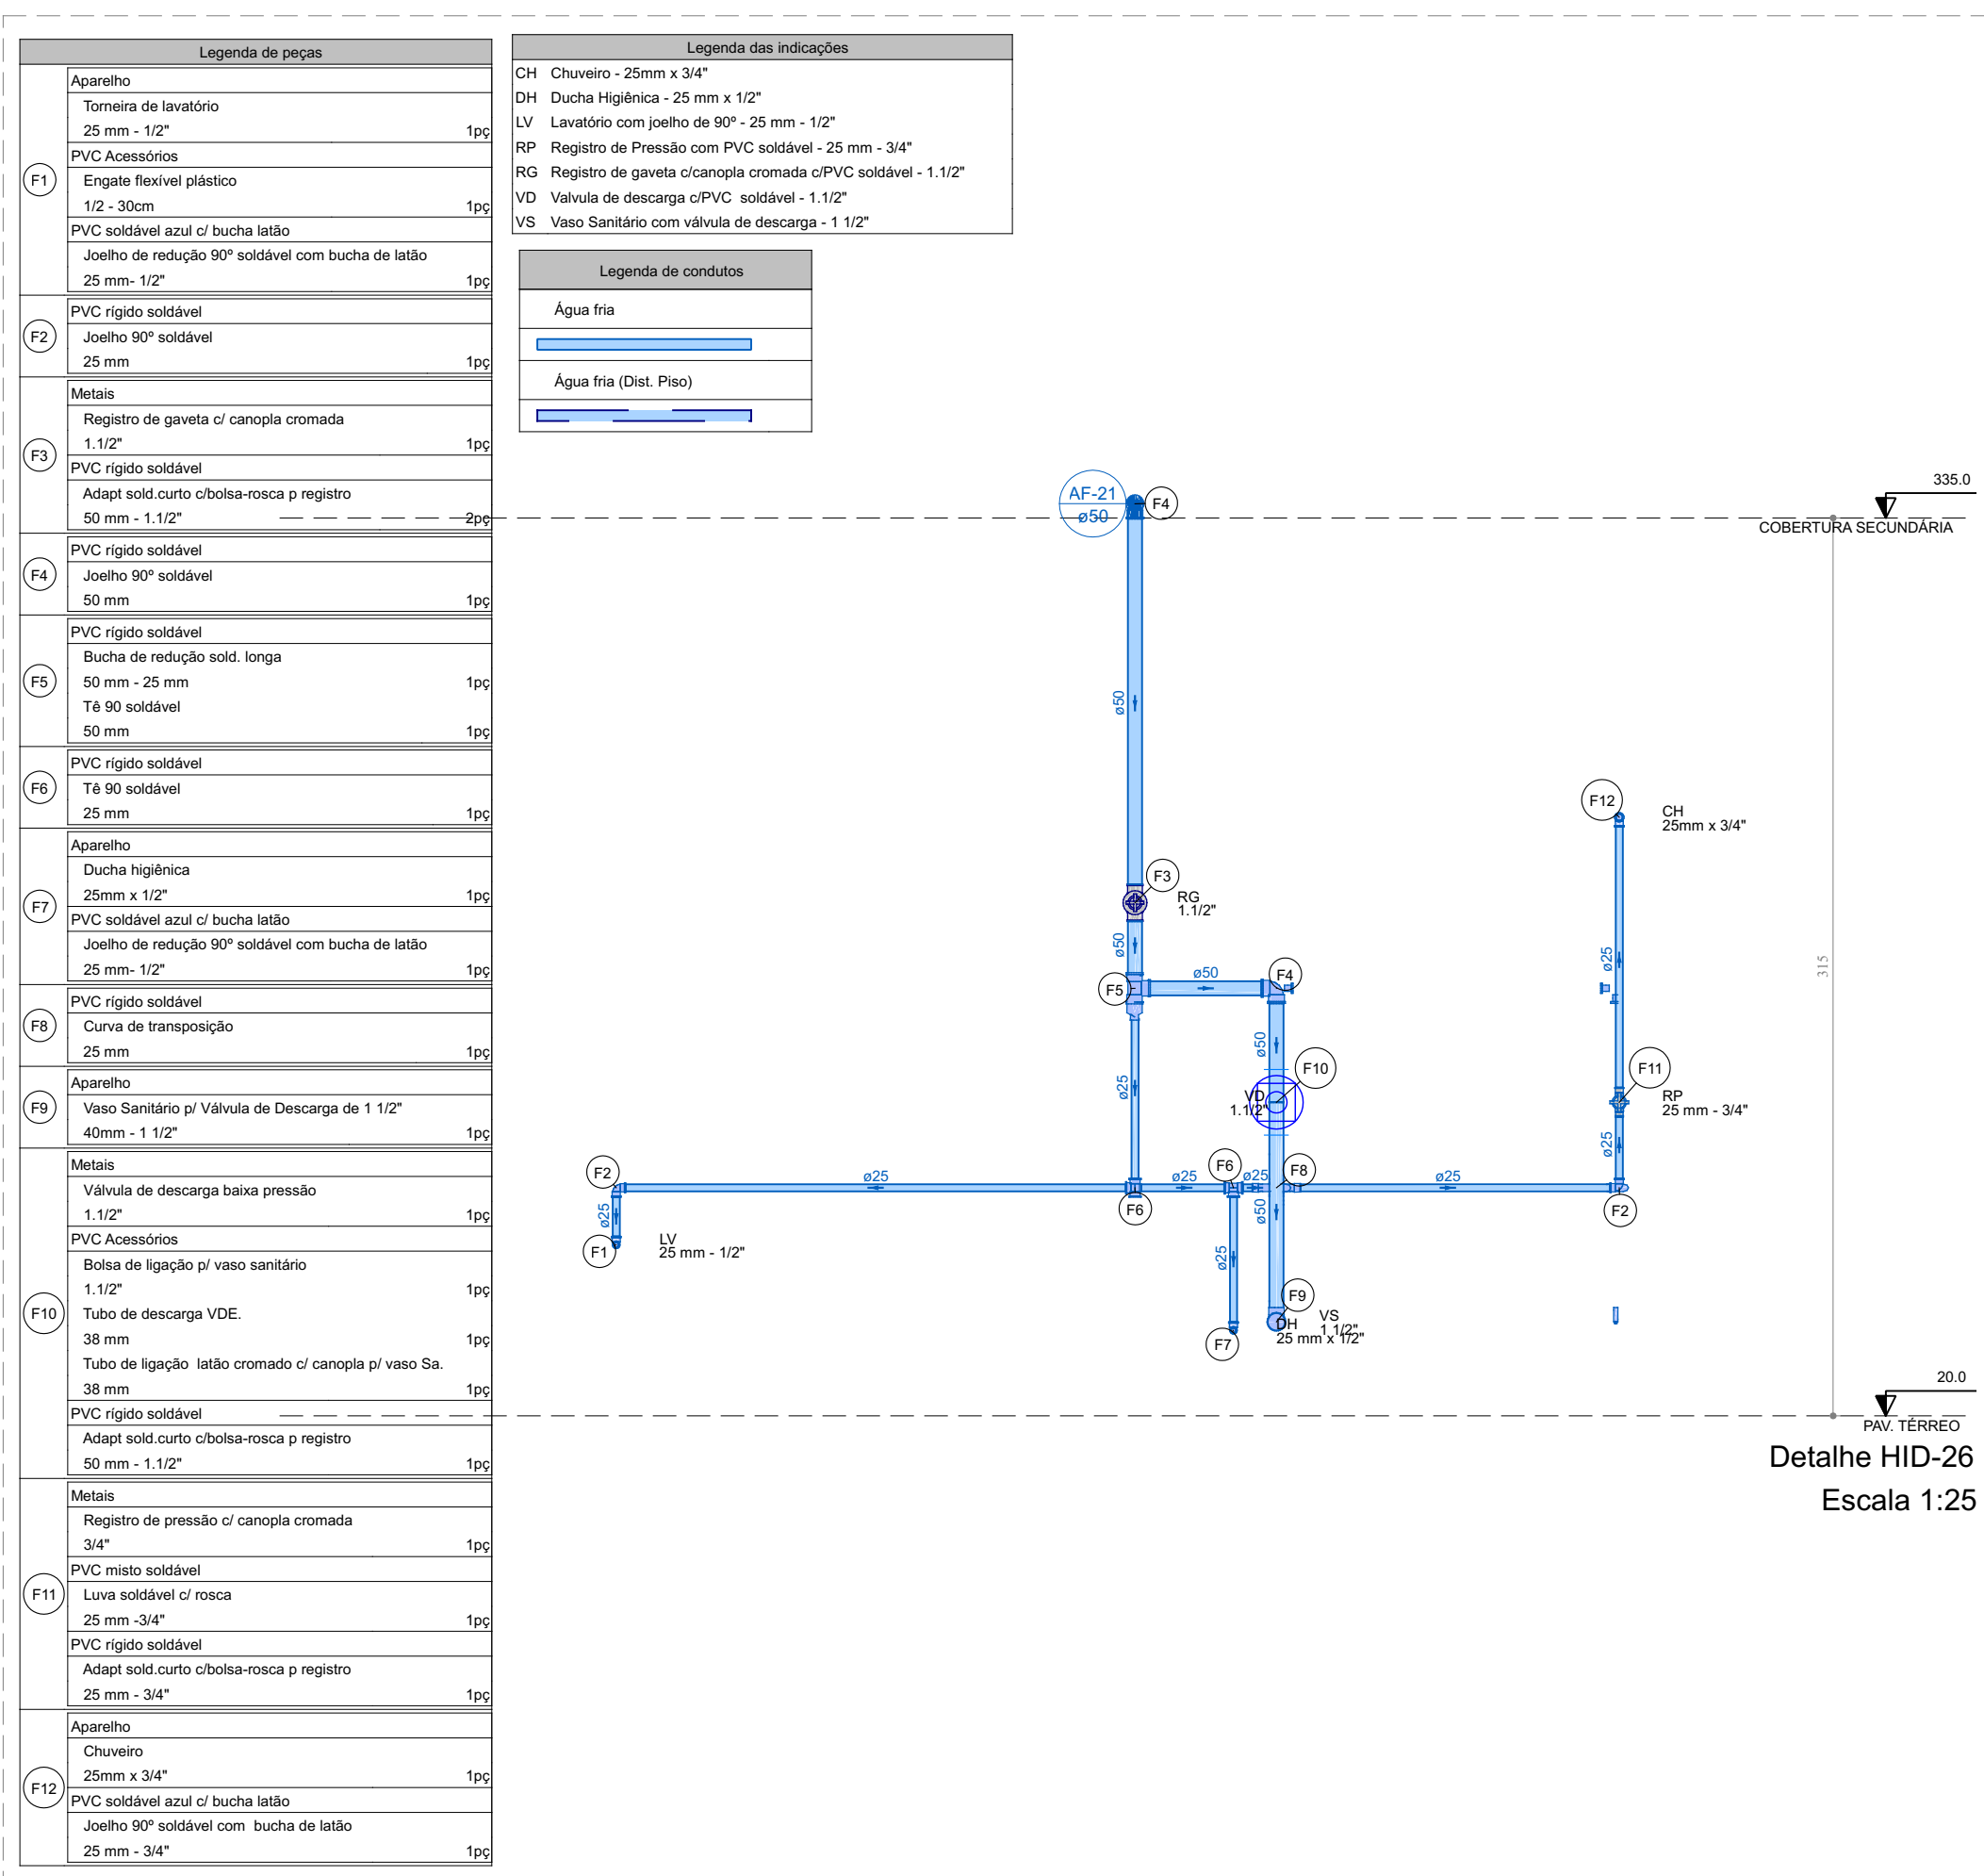 Legenda de peças
F1
Aparelho
Torneira de lavatório
25 mm - 1/2" 1pç
PVC Acessórios
Engate flexível plástico
1/2 - 30cm 1pç
PVC soldável azul c/ bucha latão
Joelho de redução 90º soldável com bucha de latão
25 mm- 1/2" 1pç
F2
PVC rígido soldável
Joelho 90º soldável
25 mm 1pç
F3
Metais
Registro de gaveta c/ canopla cromada
1.1/2" 1pç
PVC rígido soldável
Adapt sold.curto c/bolsa-rosca p registro
50 mm - 1.1/2" 2pç
F4
PVC rígido soldável
Joelho 90º soldável
50 mm 1pç
F5
PVC rígido soldável
Bucha de redução sold. longa
50 mm - 25 mm 1pç
Tê 90 soldável
50 mm 1pç
F6
PVC rígido soldável
Tê 90 soldável
25 mm 1pç
F7
Aparelho
Ducha higiênica
25mm x 1/2" 1pç
PVC soldável azul c/ bucha latão
Joelho de redução 90º soldável com bucha de latão
25 mm- 1/2" 1pç
F8
PVC rígido soldável
Curva de transposição
25 mm 1pç
F9
Aparelho
Vaso Sanitário p/ Válvula de Descarga de 1 1/2"
40mm - 1 1/2" 1pç
F10
Metais
Válvula de descarga baixa pressão
1.1/2" 1pç
PVC Acessórios
Bolsa de ligação p/ vaso sanitário
1.1/2" 1pç
Tubo de descarga VDE.
38 mm 1pç
Tubo de ligação latão cromado c/ canopla p/ vaso Sa.
38 mm 1pç
PVC rígido soldável
Adapt sold.curto c/bolsa-rosca p registro
50 mm - 1.1/2" 1pç
F11
Metais
Registro de pressão c/ canopla cromada
3/4" 1pç
PVC misto soldável
Luva soldável c/ rosca
25 mm -3/4" 1pç
PVC rígido soldável
Adapt sold.curto c/bolsa-rosca p registro
25 mm - 3/4" 1pç
F12
Aparelho
Chuveiro
25mm x 3/4" 1pç
PVC soldável azul c/ bucha latão
Joelho 90º soldável com bucha de latão
25 mm - 3/4" 1pç
Legenda das indicações
CH Chuveiro - 25mm x 3/4"
DH Ducha Higiênica - 25 mm x 1/2"
LV Lavatório com joelho de 90º - 25 mm - 1/2"
RP Registro de Pressão com PVC soldável - 25 mm - 3/4"
RG Registro de gaveta c/canopla cromada c/PVC soldável - 1.1/2"
VD Valvula de descarga c/PVC soldável - 1.1/2"
VS Vaso Sanitário com válvula de descarga - 1 1/2"
Legenda de condutos
Água fria
Água fria (Dist. Piso)
AF-21
ø50
F4
335.0
COBERTURA SECUNDÁRIA
ø50
F12
CH
25mm x 3/4"
F3
RG
1.1/2"
ø50
ø50
F4
ø25
315
F5
ø50
F10
F11
VD
1.1/2"
RP
25 mm - 3/4"
ø25
ø25
F2
ø25
ø25
F6
ø25
F8
ø25
F2
ø25
F1
LV
25 mm - 1/2"
F6
ø50
ø25
F9
VS
1 1/2"
DH
25 mm x 1/2"
F7
20.0
PAV. TÉRREO
Detalhe HID-26
Escala 1:25